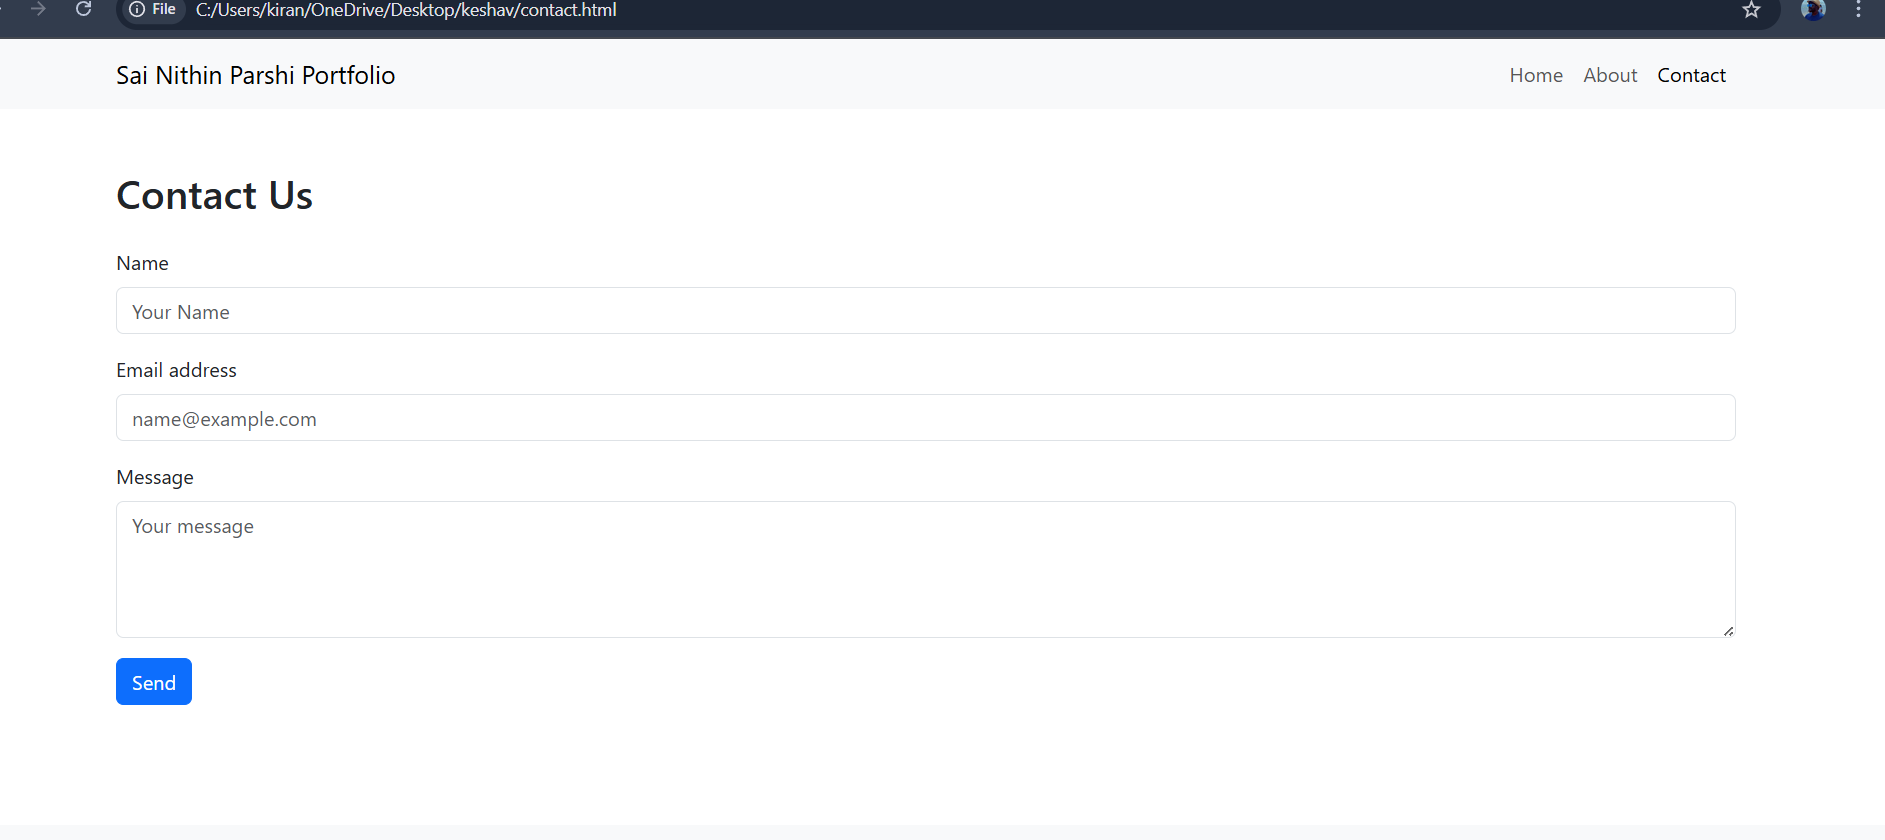 File C:/Users/kiran/OneDrive/Desktop/keshav/contact.html
Sai Nithin Parshi Portfolio Home About Contact
Contact Us
Name
Your Name
Email address
name@example.com
Message
Your message
Send